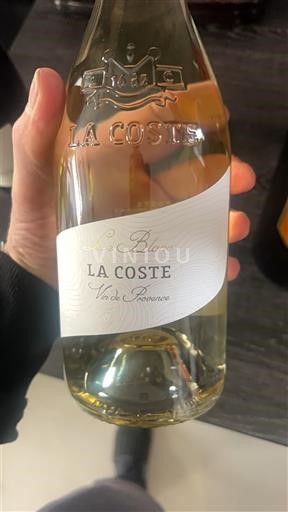 LA COSTE
Le Blanc
VINIOU
LA COSTE
Vin de Provence